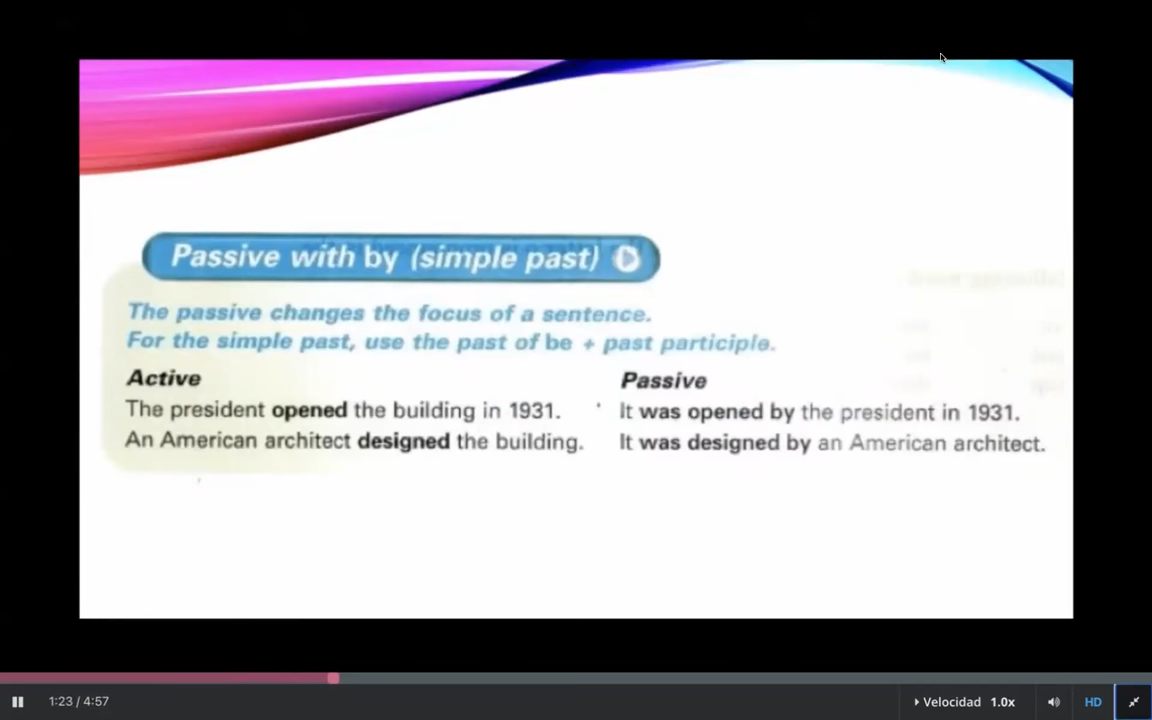 Passive with by (simple past)
The passive changes the focus of a sentence.
For the simple past, use the past of be + past participle.
Active
The president opened the building in 1931.
An American architect designed the building.
Passive
It was opened by the president in 1931.
It was designed by an American architect.
1:23 / 4:57
Velocidad 1.0x
HD